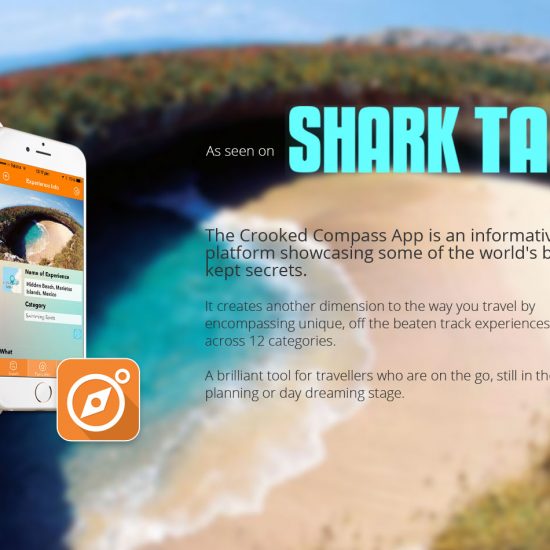 As seen on SHARK TA
The Crooked Compass App is an informativ
platform showcasing some of the world's b
kept secrets.
It creates another dimension to the way you travel by
encompassing unique, off the beaten track experiences
across 12 categories.
A brilliant tool for travellers who are on the go, still in the
planning or day dreaming stage.
Experience Info
Name of Experience
Hidden Beach, Marietas
Islands, Mexico
Category
Swimming Spots
What